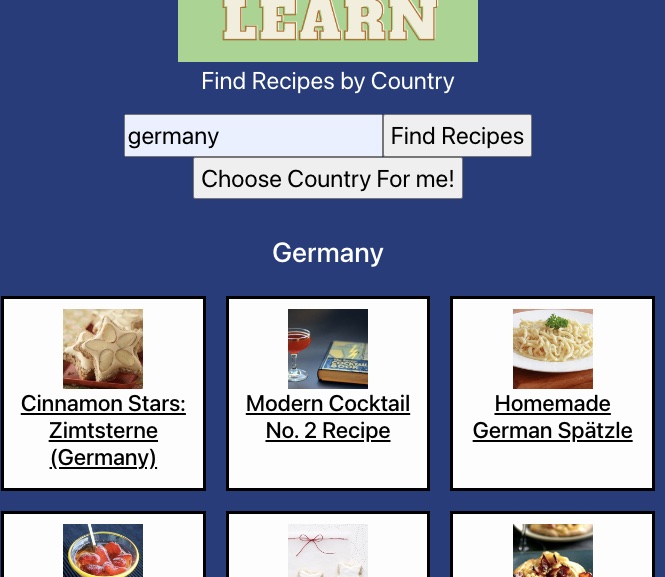 LEARN
Find Recipes by Country
germany
Find Recipes
Choose Country For me!
Germany
Cinnamon Stars:
Zimtsterne
(Germany)
Modern Cocktail
No. 2 Recipe
Homemade
German Spätzle